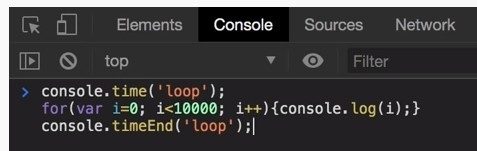 Elements Console Sources Network
top Filter
console.time('loop');
for(var i=0; i<10000; i++){console.log(i);}
console.timeEnd('loop');